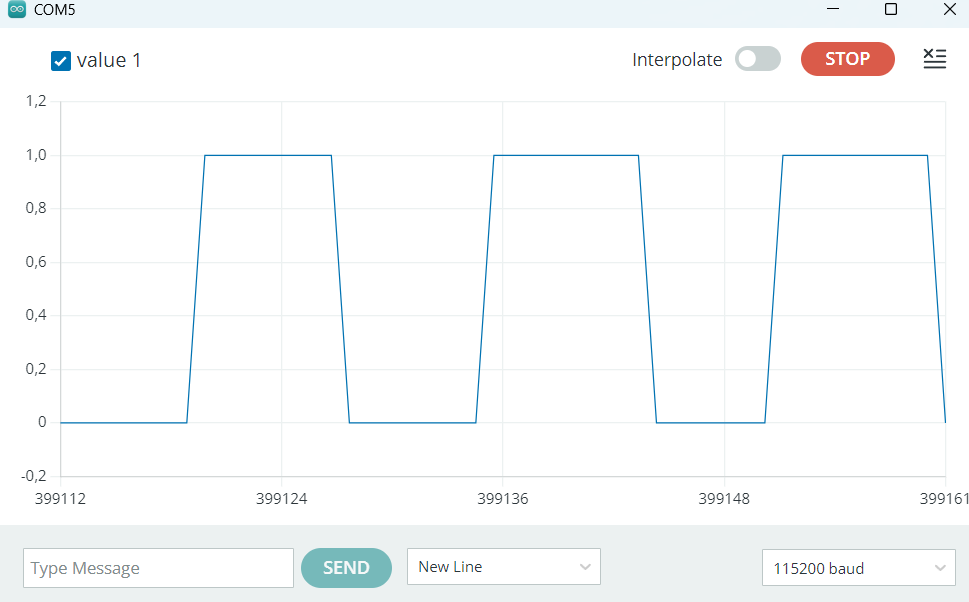 COM5
value 1
Interpolate
STOP
1,2
1,0
0,8
0,6
0,4
0,2
0
-0,2
399112 399124 399136 399148 399161
Type Message
SEND
New Line
115200 baud